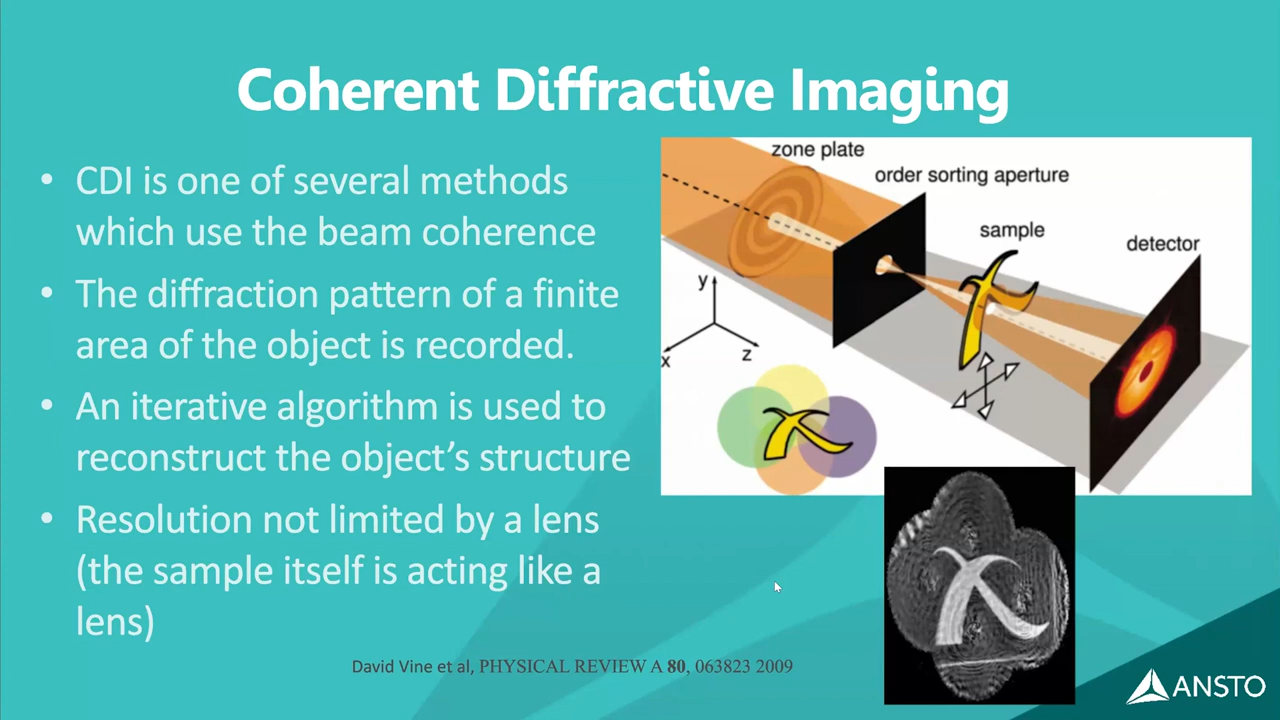 Coherent Diffractive Imaging
• CDI is one of several methods
which use the beam coherence
• The diffraction pattern of a finite
area of the object is recorded.
• An iterative algorithm is used to
reconstruct the object’s structure
• Resolution not limited by a lens
(the sample itself is acting like a
lens)
zone plate
order sorting aperture
sample
detector
y
x
z
David Vine et al, PHYSICAL REVIEW A 80, 063823 2009
ANSTO